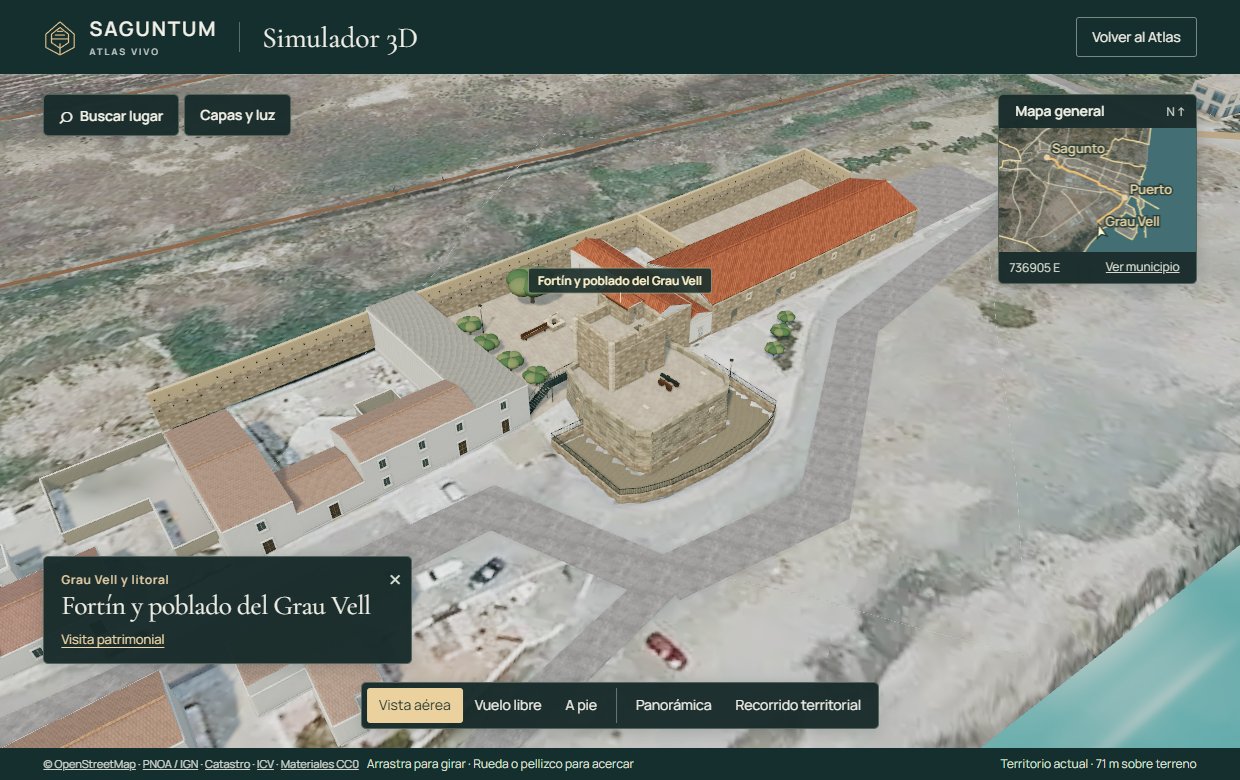 SAGUNTUM
ATLAS VIVO
Simulador 3D
Volver al Atlas
Buscar lugar
Capas y luz
Mapa general
N ↑
Sagunto
Puerto
Grau Vell
736905 E
Ver municipio
Fortín y poblado del Grau Vell
Grau Vell y litoral
Fortín y poblado del Grau Vell
Visita patrimonial
Vista aérea
Vuelo libre
A pie
Panorámica
Recorrido territorial
© OpenStreetMap · PNOA / IGN · Catastro · ICV · Materiales CC0
Arrastra para girar · Rueda o pellizco para acercar
Territorio actual · 71 m sobre terreno